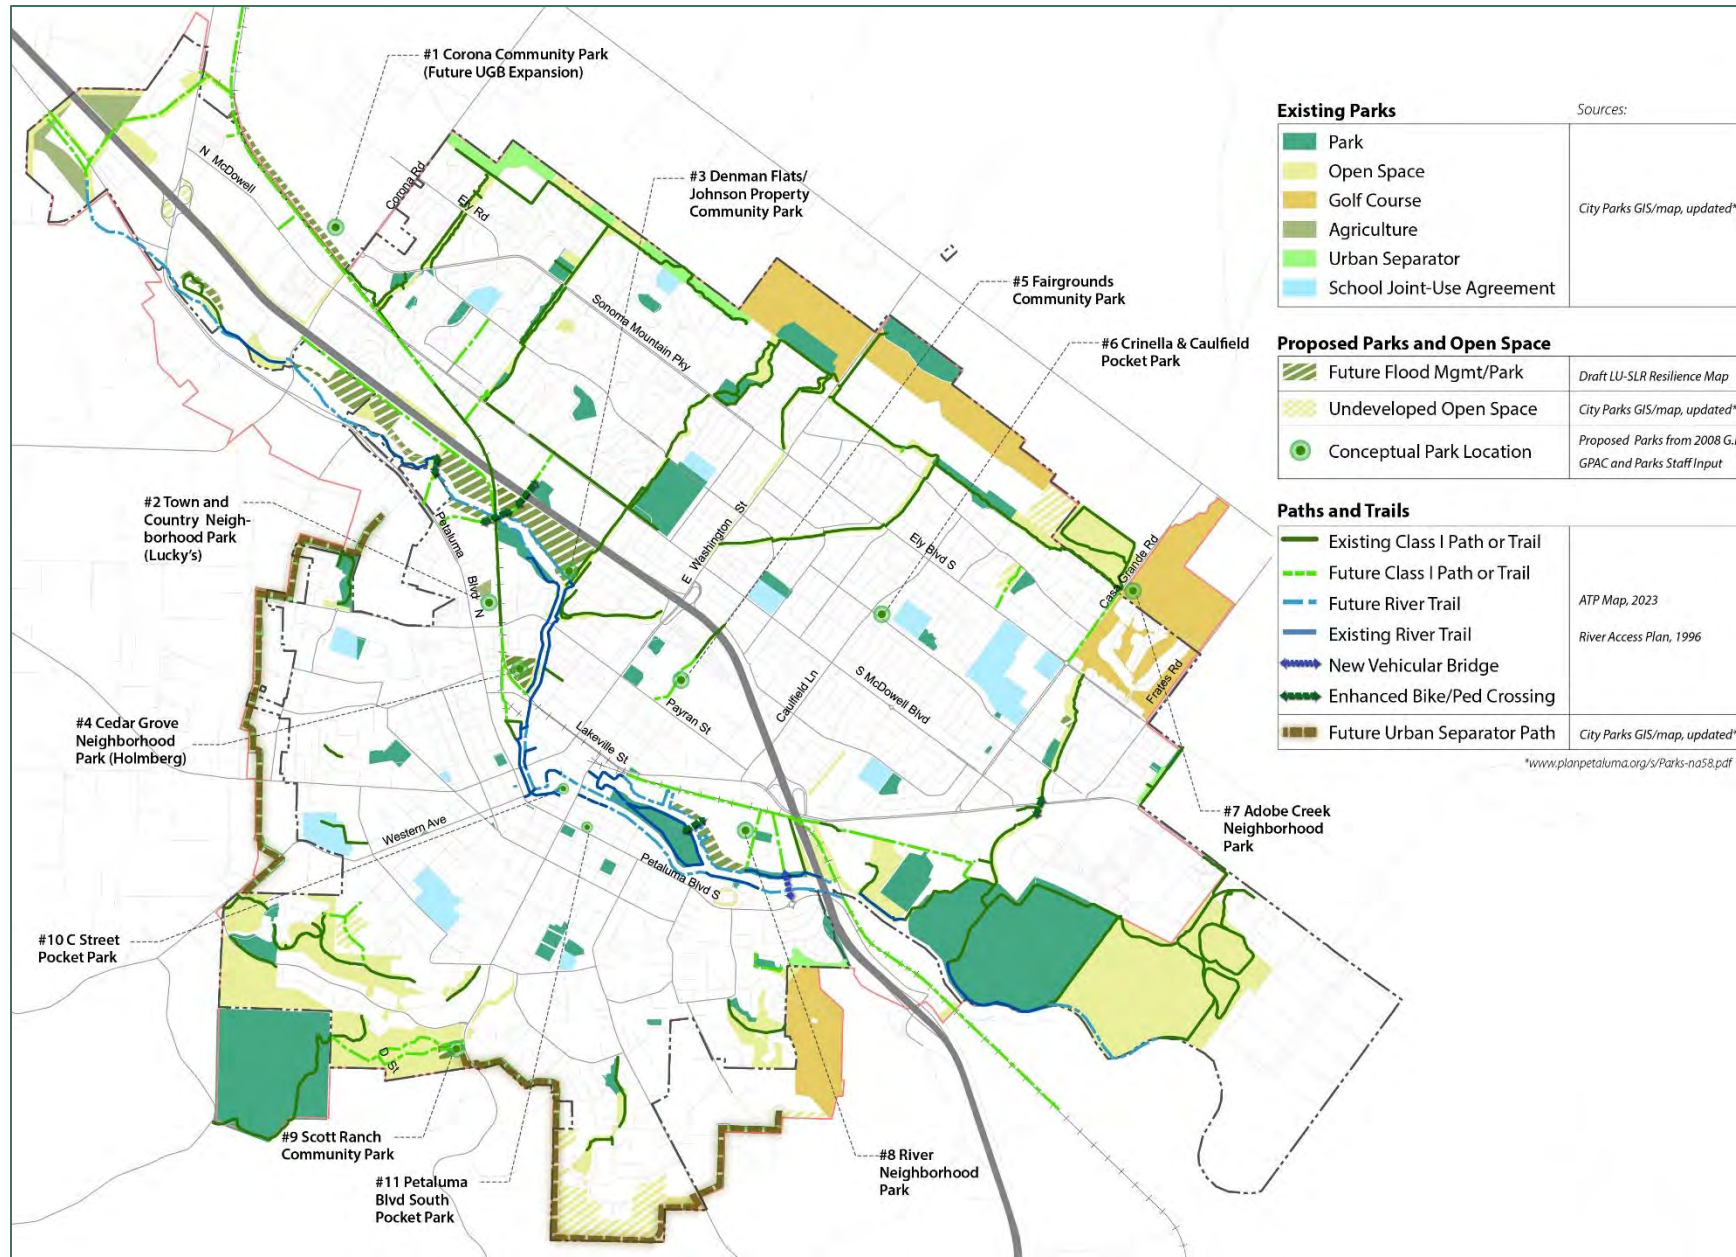 #1 Corona Community Park
(Future UGB Expansion)
N McDowell
Corona Rd
Ely Rd
#3 Denman Flats/
Johnson Property
Community Park
Sonoma Mountain Pky
#5 Fairgrounds
Community Park
#6 Crinella & Caulfield
Pocket Park
#2 Town and
Country Neigh-
borhood Park
(Lucky's)
Petaluma
Blvd N
E Washington St
Ely Blvd S
Casa Grande Rd
Frates Rd
S McDowell Blvd
Caulfield Ln
Payran St
Lakeville St
#4 Cedar Grove
Neighborhood
Park (Holmberg)
Western Ave
Petaluma Blvd S
#7 Adobe Creek
Neighborhood
Park
#10 C Street
Pocket Park
D St
#9 Scott Ranch
Community Park
#11 Petaluma
Blvd South
Pocket Park
#8 River
Neighborhood
Park
Existing Parks
Sources:
Park
Open Space
Golf Course
Agriculture
Urban Separator
School Joint-Use Agreement
City Parks GIS/map, updated*
Proposed Parks and Open Space
Future Flood Mgmt/Park
Draft LU-SLR Resilience Map
Undeveloped Open Space
City Parks GIS/map, updated*
Conceptual Park Location
Proposed Parks from 2008 G.P
GPAC and Parks Staff Input
Paths and Trails
Existing Class I Path or Trail
Future Class I Path or Trail
Future River Trail
Existing River Trail
New Vehicular Bridge
Enhanced Bike/Ped Crossing
ATP Map, 2023
River Access Plan, 1996
Future Urban Separator Path
City Parks GIS/map, updated*
*www.planpetaluma.org/s/Parks-na58.pdf